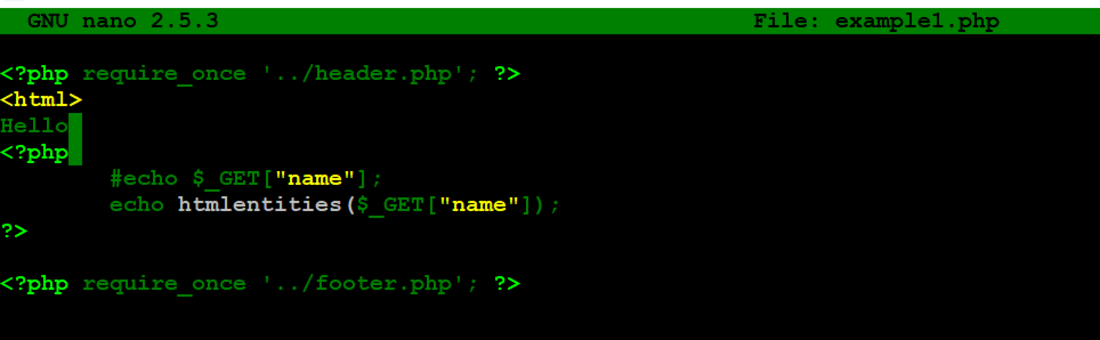 GNU nano 2.5.3 File: example1.php
<?php require_once '../header.php'; ?>
<html>
Hello
<?php
#echo $_GET["name"];
echo htmlentities($_GET["name"]);
?>
<?php require_once '../footer.php'; ?>